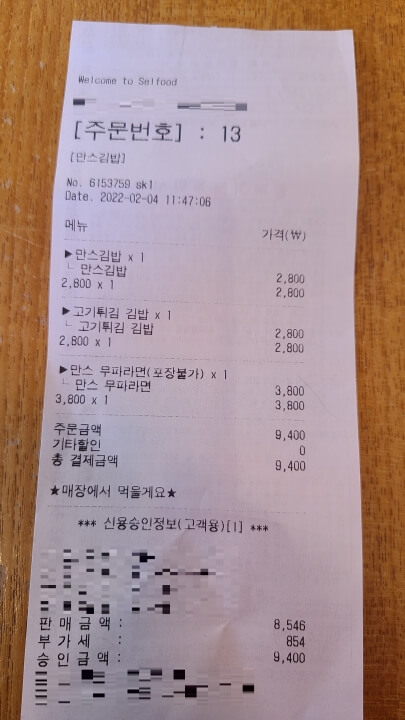 Welcome to Selfood
[주문번호] : 13
[만스김밥]
No. 6153759 sk1
Date. 2022-02-04 11:47:06
메뉴 가격(₩)
▶만스김밥 x 1
└ 만스김밥 2,800
2,800 x 1 2,800
▶고기튀김 김밥 x 1
└ 고기튀김 김밥 2,800
2,800 x 1 2,800
▶만스 무파라면(포장불가) x 1
└ 만스 무파라면 3,800
3,800 x 1 3,800
주문금액 9,400
기타할인 0
총 결제금액 9,400
★매장에서 먹을게요★
*** 신용승인정보(고객용)[1] ***
판 매 금 액 : 8,546
부 가 세 : 854
승 인 금 액 : 9,400